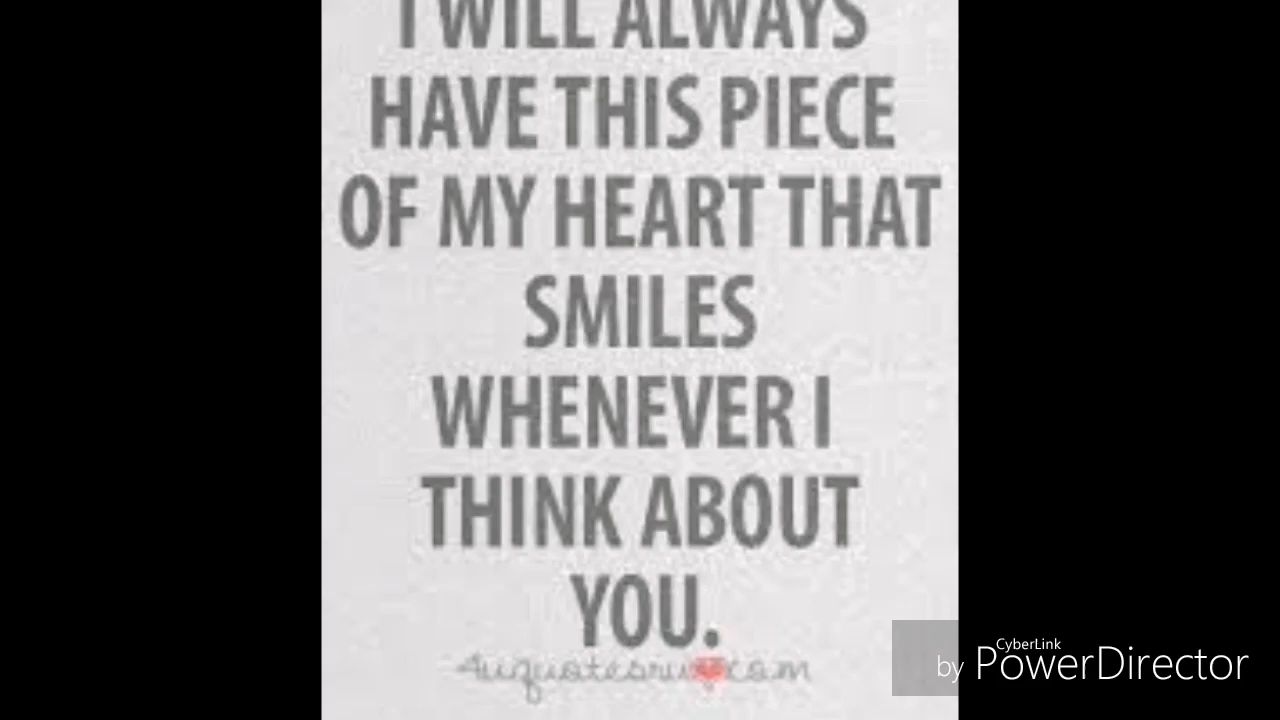 I WILL ALWAYS
HAVE THIS PIECE
OF MY HEART THAT
SMILES
WHENEVER I
THINK ABOUT
YOU.
CyberLink
by PowerDirector